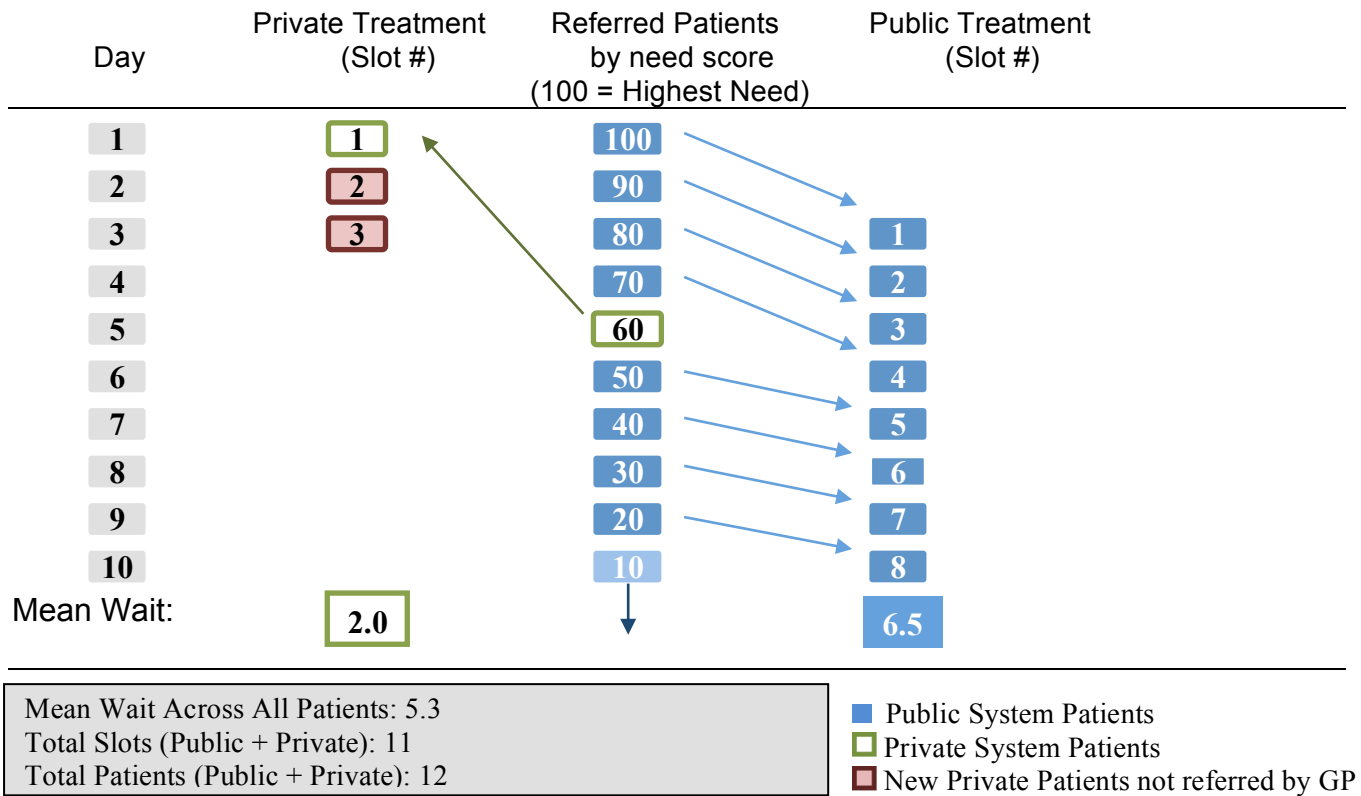 Private Treatment Referred Patients Public Treatment
Day (Slot #) by need score (Slot #)
(100 = Highest Need)
1 1 100
2 2 90
3 3 80 1
4 70 2
5 60 3
6 50 4
7 40 5
8 30 6
9 20 7
10 10 8
Mean Wait: 2.0 6.5
Mean Wait Across All Patients: 5.3
Total Slots (Public + Private): 11
Total Patients (Public + Private): 12
Public System Patients
Private System Patients
New Private Patients not referred by GP